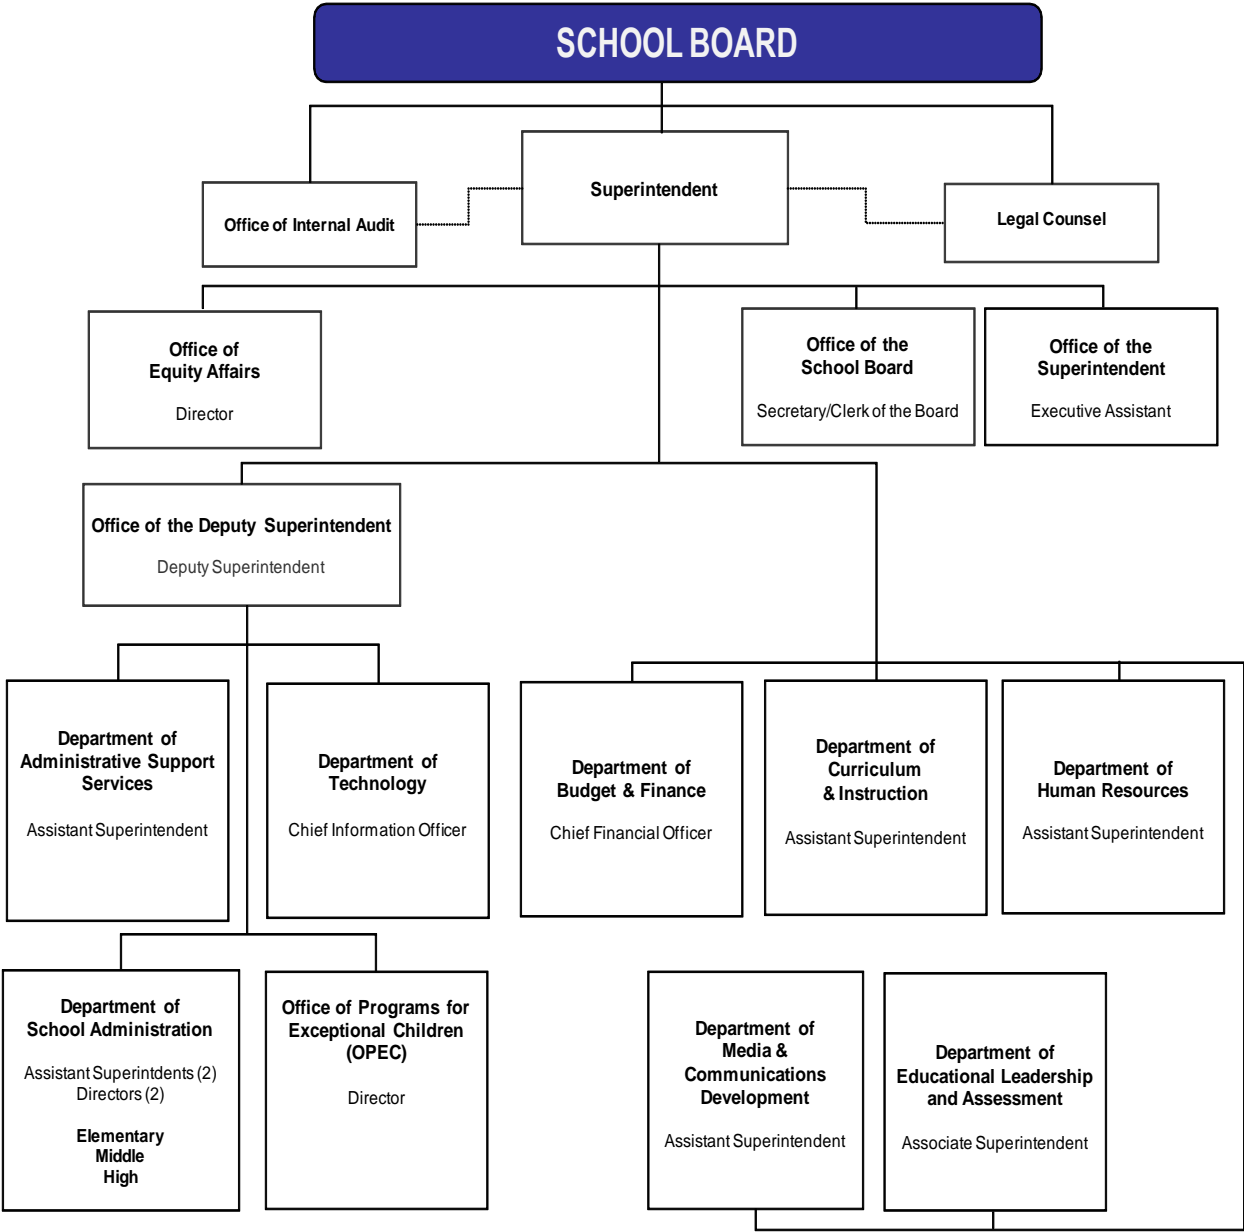 SCHOOL BOARD
Superintendent
Office of Internal Audit
Legal Counsel
Office of
Equity Affairs
Director
Office of the
School Board
Secretary/Clerk of the Board
Office of the
Superintendent
Executive Assistant
Office of the Deputy Superintendent
Deputy Superintendent
Department of
Administrative Support
Services
Assistant Superintendent
Department of
Technology
Chief Information Officer
Department of
Budget & Finance
Chief Financial Officer
Department of
Curriculum
& Instruction
Assistant Superintendent
Department of
Human Resources
Assistant Superintendent
Department of
School Administration
Assistant Superintdents (2)
Directors (2)
Elementary
Middle
High
Office of Programs for
Exceptional Children
(OPEC)
Director
Department of
Media &
Communications
Development
Assistant Superintendent
Department of
Educational Leadership
and Assessment
Associate Superintendent